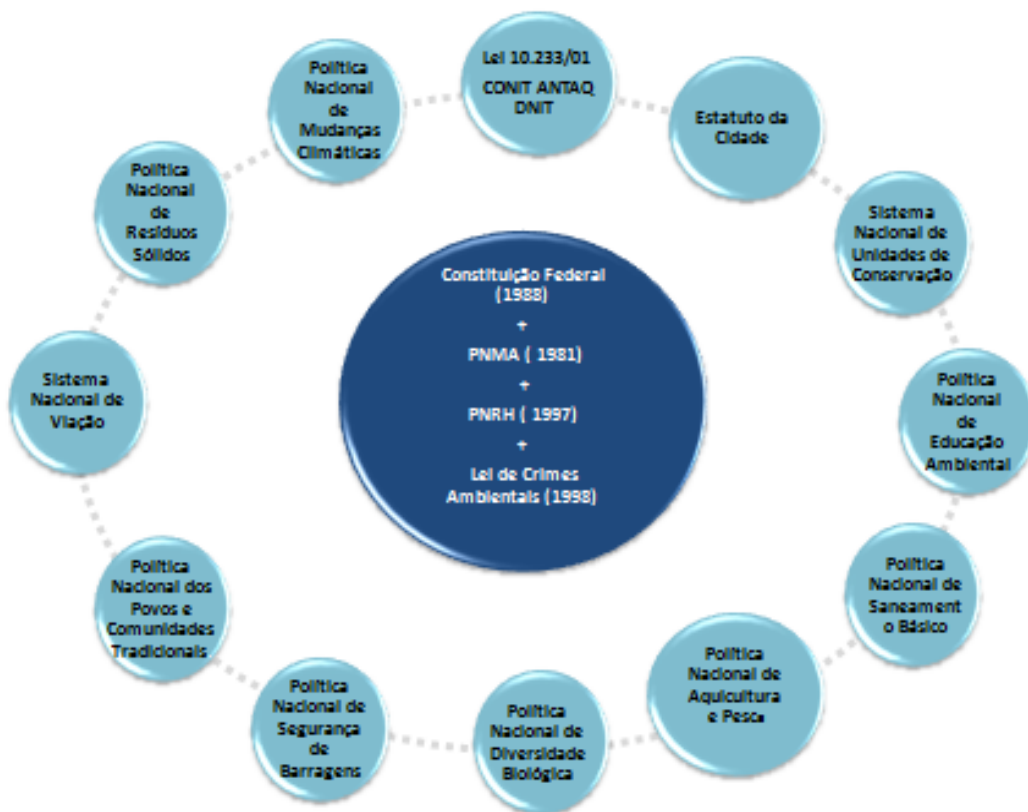 Lei 10.233/01
CONIT ANTAQ
DNIT
Estatuto da
Cidade
Sistema
Nacional de
Unidades de
Conservação
Política
Nacional
de
Educação
Ambiental
Política
Nacional de
Saneament
o Básico
Política
Nacional de
Aquicultura
e Pesca
Política
Nacional de
Diversidade
Biológica
Política
Nacional de
Segurança
de
Barragens
Política
Nacional dos
Povos e
Comunidades
Tradicionais
Sistema
Nacional de
Viação
Política
Nacional
de
Resíduos
Sólidos
Política
Nacional
de
Mudanças
Climáticas
Constituição Federal
(1988)
+
PNMA ( 1981)
+
PNRH ( 1997)
+
Lei de Crimes
Ambientais (1998)